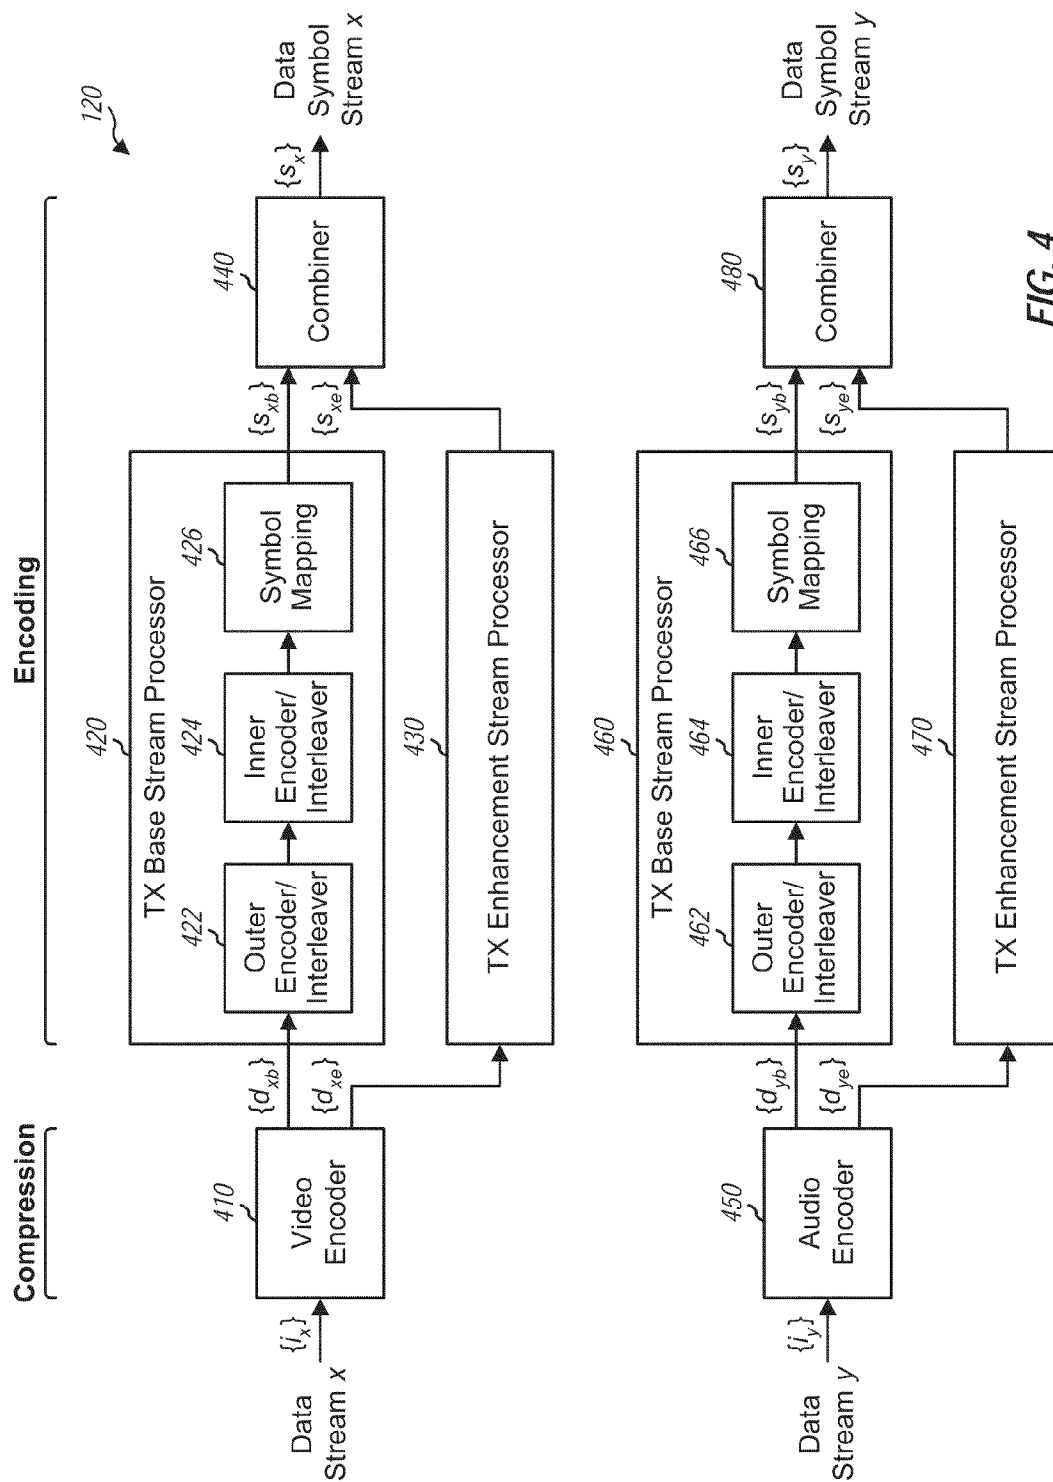 Compression
Encoding
120
Data
Stream x
{i_x}
410
Video
Encoder
{d_xb}
{d_xe}
420
TX Base Stream Processor
422
Outer
Encoder/
Interleaver
424
Inner
Encoder/
Interleaver
426
Symbol
Mapping
430
TX Enhancement Stream Processor
{s_xb}
{s_xe}
440
Combiner
{s_x}
Data
Symbol
Stream x
Data
Stream y
{i_y}
450
Audio
Encoder
{d_yb}
{d_ye}
460
TX Base Stream Processor
462
Outer
Encoder/
Interleaver
464
Inner
Encoder/
Interleaver
466
Symbol
Mapping
470
TX Enhancement Stream Processor
{s_yb}
{s_ye}
480
Combiner
{s_y}
Data
Symbol
Stream y
FIG. 4